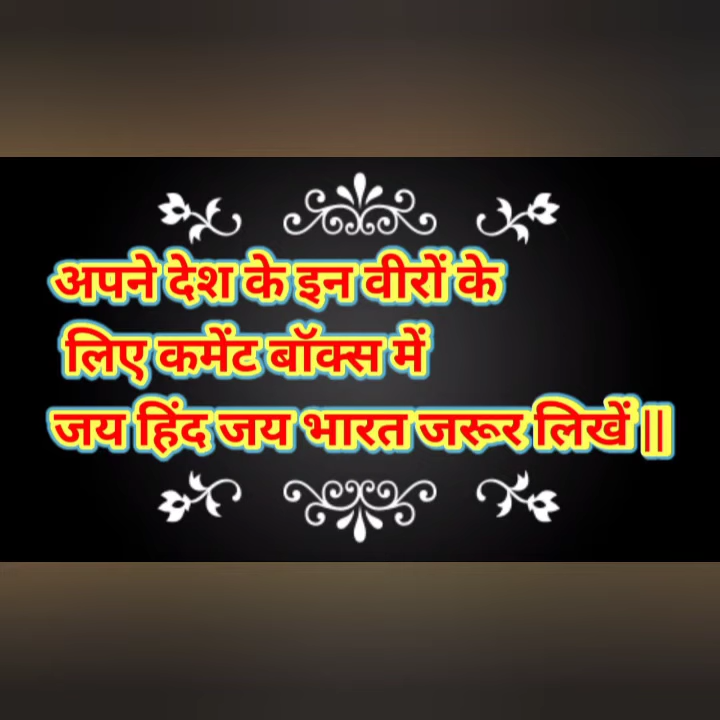 अपने देश के इन वीरों के
लिए कमेंट बॉक्स में
जय हिंद जय भारत जरूर लिखें ||